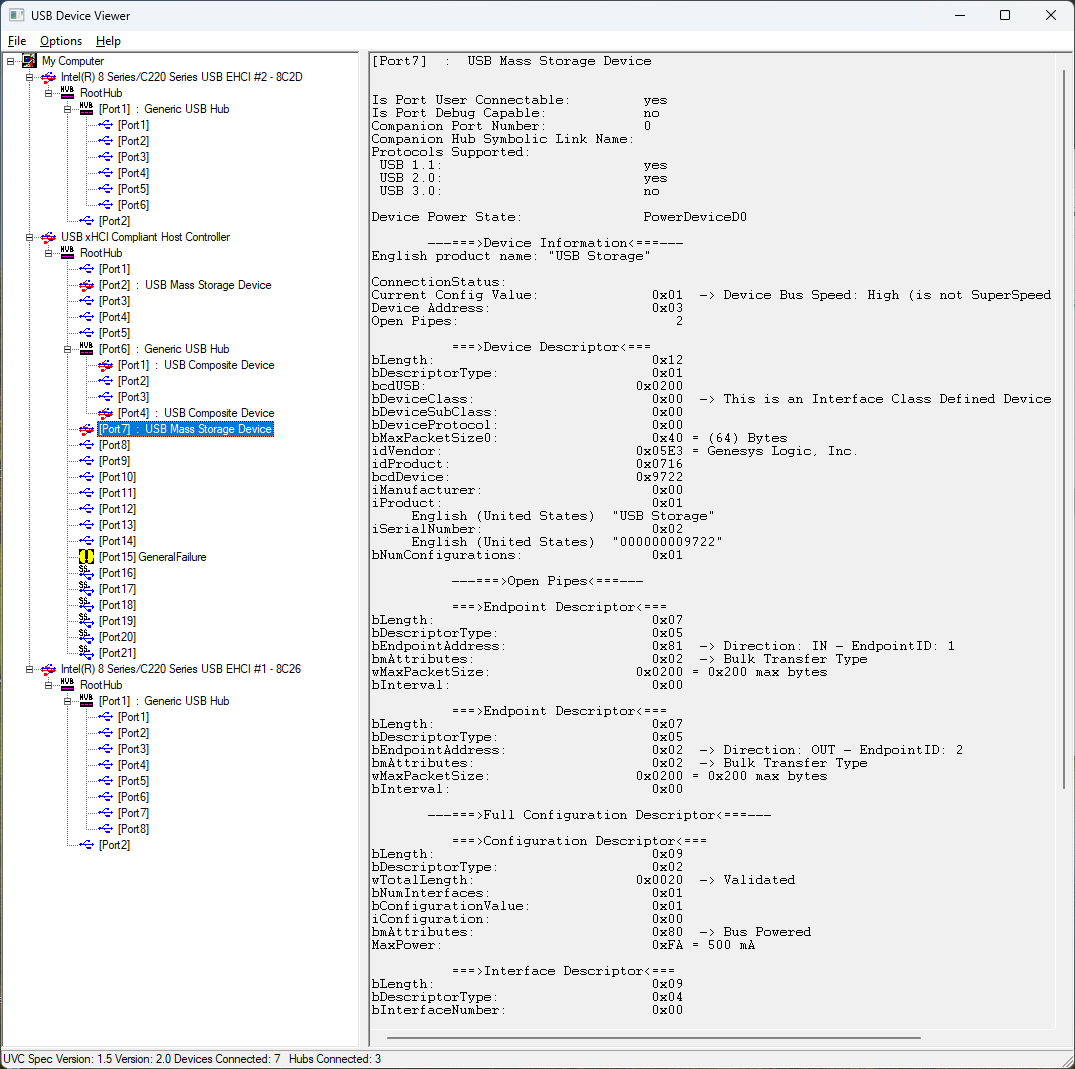 USB Device Viewer
File Options Help
My Computer
Intel(R) 8 Series/C220 Series USB EHCI #2 - 8C2D
RootHub
[Port1] : Generic USB Hub
[Port1]
[Port2]
[Port3]
[Port4]
[Port5]
[Port6]
[Port2]
USB xHCI Compliant Host Controller
RootHub
[Port1]
[Port2] : USB Mass Storage Device
[Port3]
[Port4]
[Port5]
[Port6] : Generic USB Hub
[Port1] : USB Composite Device
[Port2]
[Port3]
[Port4] : USB Composite Device
[Port7] : USB Mass Storage Device
[Port8]
[Port9]
[Port10]
[Port11]
[Port12]
[Port13]
[Port14]
[Port15] GeneralFailure
[Port16]
[Port17]
[Port18]
[Port19]
[Port20]
[Port21]
Intel(R) 8 Series/C220 Series USB EHCI #1 - 8C26
RootHub
[Port1] : Generic USB Hub
[Port1]
[Port2]
[Port3]
[Port4]
[Port5]
[Port6]
[Port7]
[Port8]
[Port2]
[Port7] : USB Mass Storage Device
Is Port User Connectable: yes
Is Port Debug Capable: no
Companion Port Number: 0
Companion Hub Symbolic Link Name:
Protocols Supported:
USB 1.1: yes
USB 2.0: yes
USB 3.0: no
Device Power State: PowerDeviceD0
---===>Device Information<===---
English product name: "USB Storage"
ConnectionStatus:
Current Config Value: 0x01 -> Device Bus Speed: High (is not SuperSpeed
Device Address: 0x03
Open Pipes: 2
===>Device Descriptor<===
bLength: 0x12
bDescriptorType: 0x01
bcdUSB: 0x0200
bDeviceClass: 0x00 -> This is an Interface Class Defined Device
bDeviceSubClass: 0x00
bDeviceProtocol: 0x00
bMaxPacketSize0: 0x40 = (64) Bytes
idVendor: 0x05E3 = Genesys Logic, Inc.
idProduct: 0x0716
bcdDevice: 0x9722
iManufacturer: 0x00
iProduct: 0x01
English (United States) "USB Storage"
iSerialNumber: 0x02
English (United States) "000000009722"
bNumConfigurations: 0x01
---===>Open Pipes<===---
===>Endpoint Descriptor<===
bLength: 0x07
bDescriptorType: 0x05
bEndpointAddress: 0x81 -> Direction: IN - EndpointID: 1
bmAttributes: 0x02 -> Bulk Transfer Type
wMaxPacketSize: 0x0200 = 0x200 max bytes
bInterval: 0x00
===>Endpoint Descriptor<===
bLength: 0x07
bDescriptorType: 0x05
bEndpointAddress: 0x02 -> Direction: OUT - EndpointID: 2
bmAttributes: 0x02 -> Bulk Transfer Type
wMaxPacketSize: 0x0200 = 0x200 max bytes
bInterval: 0x00
---===>Full Configuration Descriptor<===---
===>Configuration Descriptor<===
bLength: 0x09
bDescriptorType: 0x02
wTotalLength: 0x0020 -> Validated
bNumInterfaces: 0x01
bConfigurationValue: 0x01
iConfiguration: 0x00
bmAttributes: 0x80 -> Bus Powered
MaxPower: 0xFA = 500 mA
===>Interface Descriptor<===
bLength: 0x09
bDescriptorType: 0x04
bInterfaceNumber: 0x00
UVC Spec Version: 1.5 Version: 2.0 Devices Connected: 7 Hubs Connected: 3